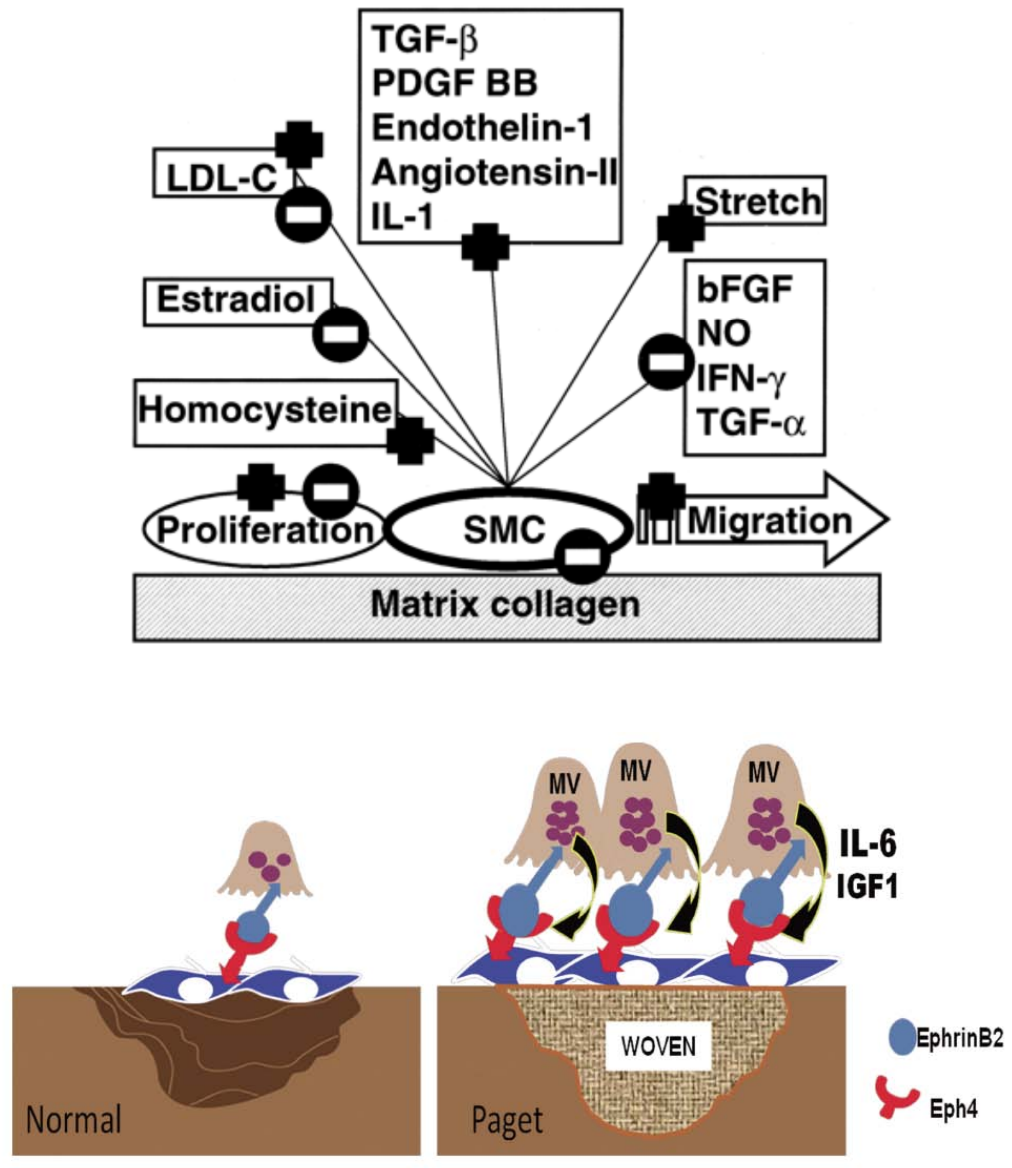 TGF-β
PDGF BB
Endothelin-1
Angiotensin-II
IL-1
LDL-C
Stretch
Estradiol
bFGF
NO
IFN-γ
TGF-α
Homocysteine
Proliferation
SMC
Migration
Matrix collagen
MV
MV
MV
IL-6
IGF1
WOVEN
EphrinB2
Eph4
Normal
Paget